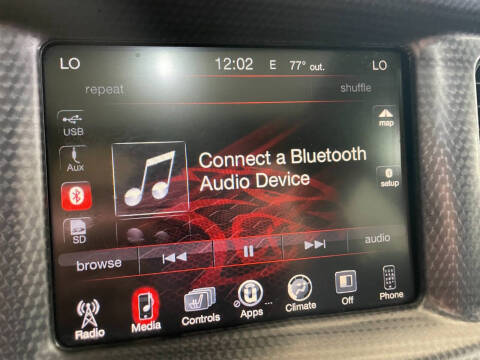 LO 12:02 E 77° out. LO
repeat shuffle
USB
map
Aux
Connect a Bluetooth
Audio Device
setup
SD
browse audio
Radio Media Controls Apps ... Climate Off Phone